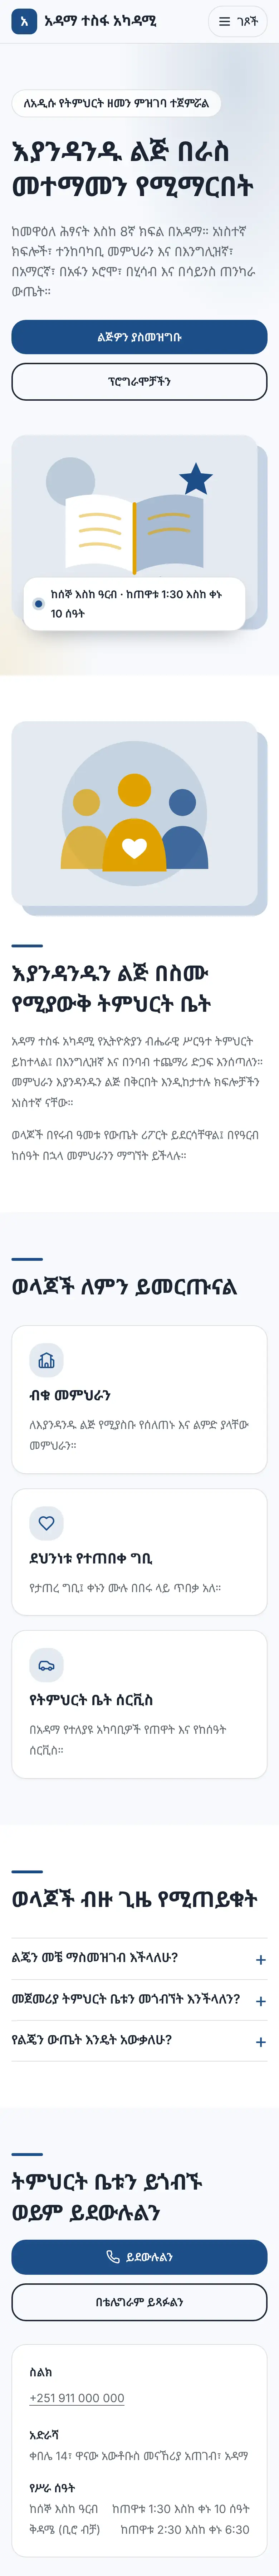 አ
አዳማ ተስፋ አካዳሚ
ገጾች
ለአዲሱ የትምህርት ዘመን ምዝገባ ተጀምሯል
እያንዳንዱ ልጅ በራስ
መተማመን የሚማርበት
ከመዋዕለ ሕፃናት እስከ 8ኛ ክፍል በአዳማ። አነስተኛ
ክፍሎች፣ ተንከባካቢ መምህራን እና በእንግሊዝኛ፣
በአማርኛ፣ በአፋን ኦሮሞ፣ በሂሳብ እና በሳይንስ ጠንካራ
ውጤት።
ልጅዎን ያስመዝግቡ
ፕሮግራሞቻችን
ከሰኞ እስከ ዓርብ · ከጠዋቱ 1:30 እስከ ቀኑ
10 ሰዓት
እያንዳንዱን ልጅ በስሙ
የሚያውቅ ትምህርት ቤት
አዳማ ተስፋ አካዳሚ የኢትዮጵያን ብሔራዊ ሥርዓተ ትምህርት
ይከተላል፤ በእንግሊዝኛ እና በንባብ ተጨማሪ ድጋፍ እንሰጣለን።
መምህራን እያንዳንዱን ልጅ በቅርበት እንዲከታተሉ ክፍሎቻችን
አነስተኛ ናቸው።
ወላጆች በየሩብ ዓመቱ የውጤት ሪፖርት ይደርሳቸዋል፤ በየዓርብ
ከሰዓት በኋላ መምህራንን ማግኘት ይችላሉ።
ወላጆች ለምን ይመርጡናል
ብቁ መምህራን
ለእያንዳንዱ ልጅ የሚያስቡ የሰለጠኑ እና ልምድ ያላቸው
መምህራን።
ደህንነቱ የተጠበቀ ግቢ
የታጠረ ግቢ፤ ቀኑን ሙሉ በበሩ ላይ ጥበቃ አለ።
የትምህርት ቤት ሰርቪስ
በአዳማ የተለያዩ አካባቢዎች የጠዋት እና የከሰዓት
ሰርቪስ።
ወላጆች ብዙ ጊዜ የሚጠይቁት
ልጄን መቼ ማስመዝገብ እችላለሁ?
መጀመሪያ ትምህርት ቤቱን መጎብኘት እንችላለን?
የልጄን ውጤት እንዴት አውቃለሁ?
ትምህርት ቤቱን ይጎብኙ
ወይም ይደውሉልን
ይደውሉልን
በቴሌግራም ይጻፉልን
ስልክ
+251 911 000 000
አድራሻ
ቀበሌ 14፣ ዋናው አውቶቡስ መናኸሪያ አጠገብ፣ አዳማ
የሥራ ሰዓት
ከሰኞ እስከ ዓርብ ከጠዋቱ 1:30 እስከ ቀኑ 10 ሰዓት
ቅዳሜ (ቢሮ ብቻ) ከጠዋቱ 2:30 እስከ ቀኑ 6:30